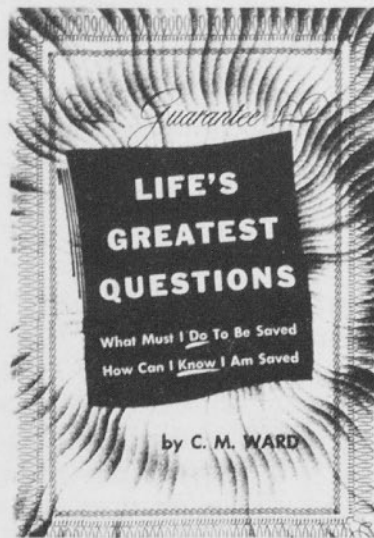 Guarantee
LIFE'S
GREATEST
QUESTIONS
What Must I Do To Be Saved
How Can I Know I Am Saved
by C. M. WARD